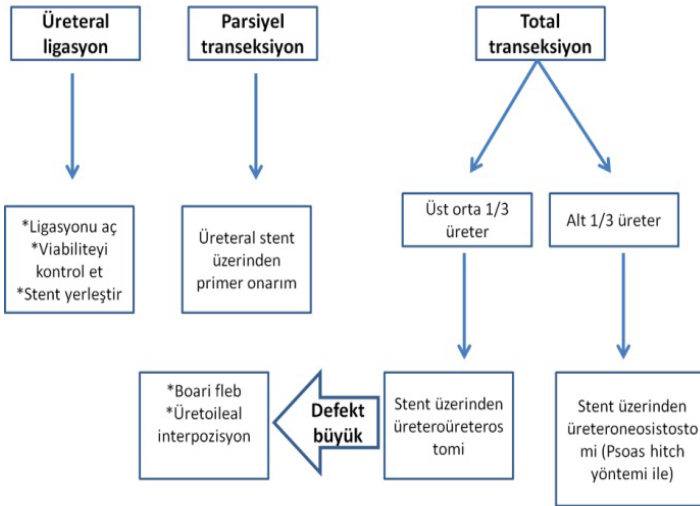 Üreteral
ligasyon
Parsiyel
transeksiyon
Total
transeksiyon
*Ligasyonu aç
*Viabiliteyi
kontrol et
*Stent yerleştir
Üreteral stent
üzerinden
primer onarım
Üst orta 1/3
üreter
Alt 1/3 üreter
*Boari fleb
*Üretoileal
interpozisyon
Defekt
büyük
Stent üzerinden
üreteroüreteros
tomi
Stent üzerinden
üreteroneosistosto
mi (Psoas hitch
yöntemi ile)